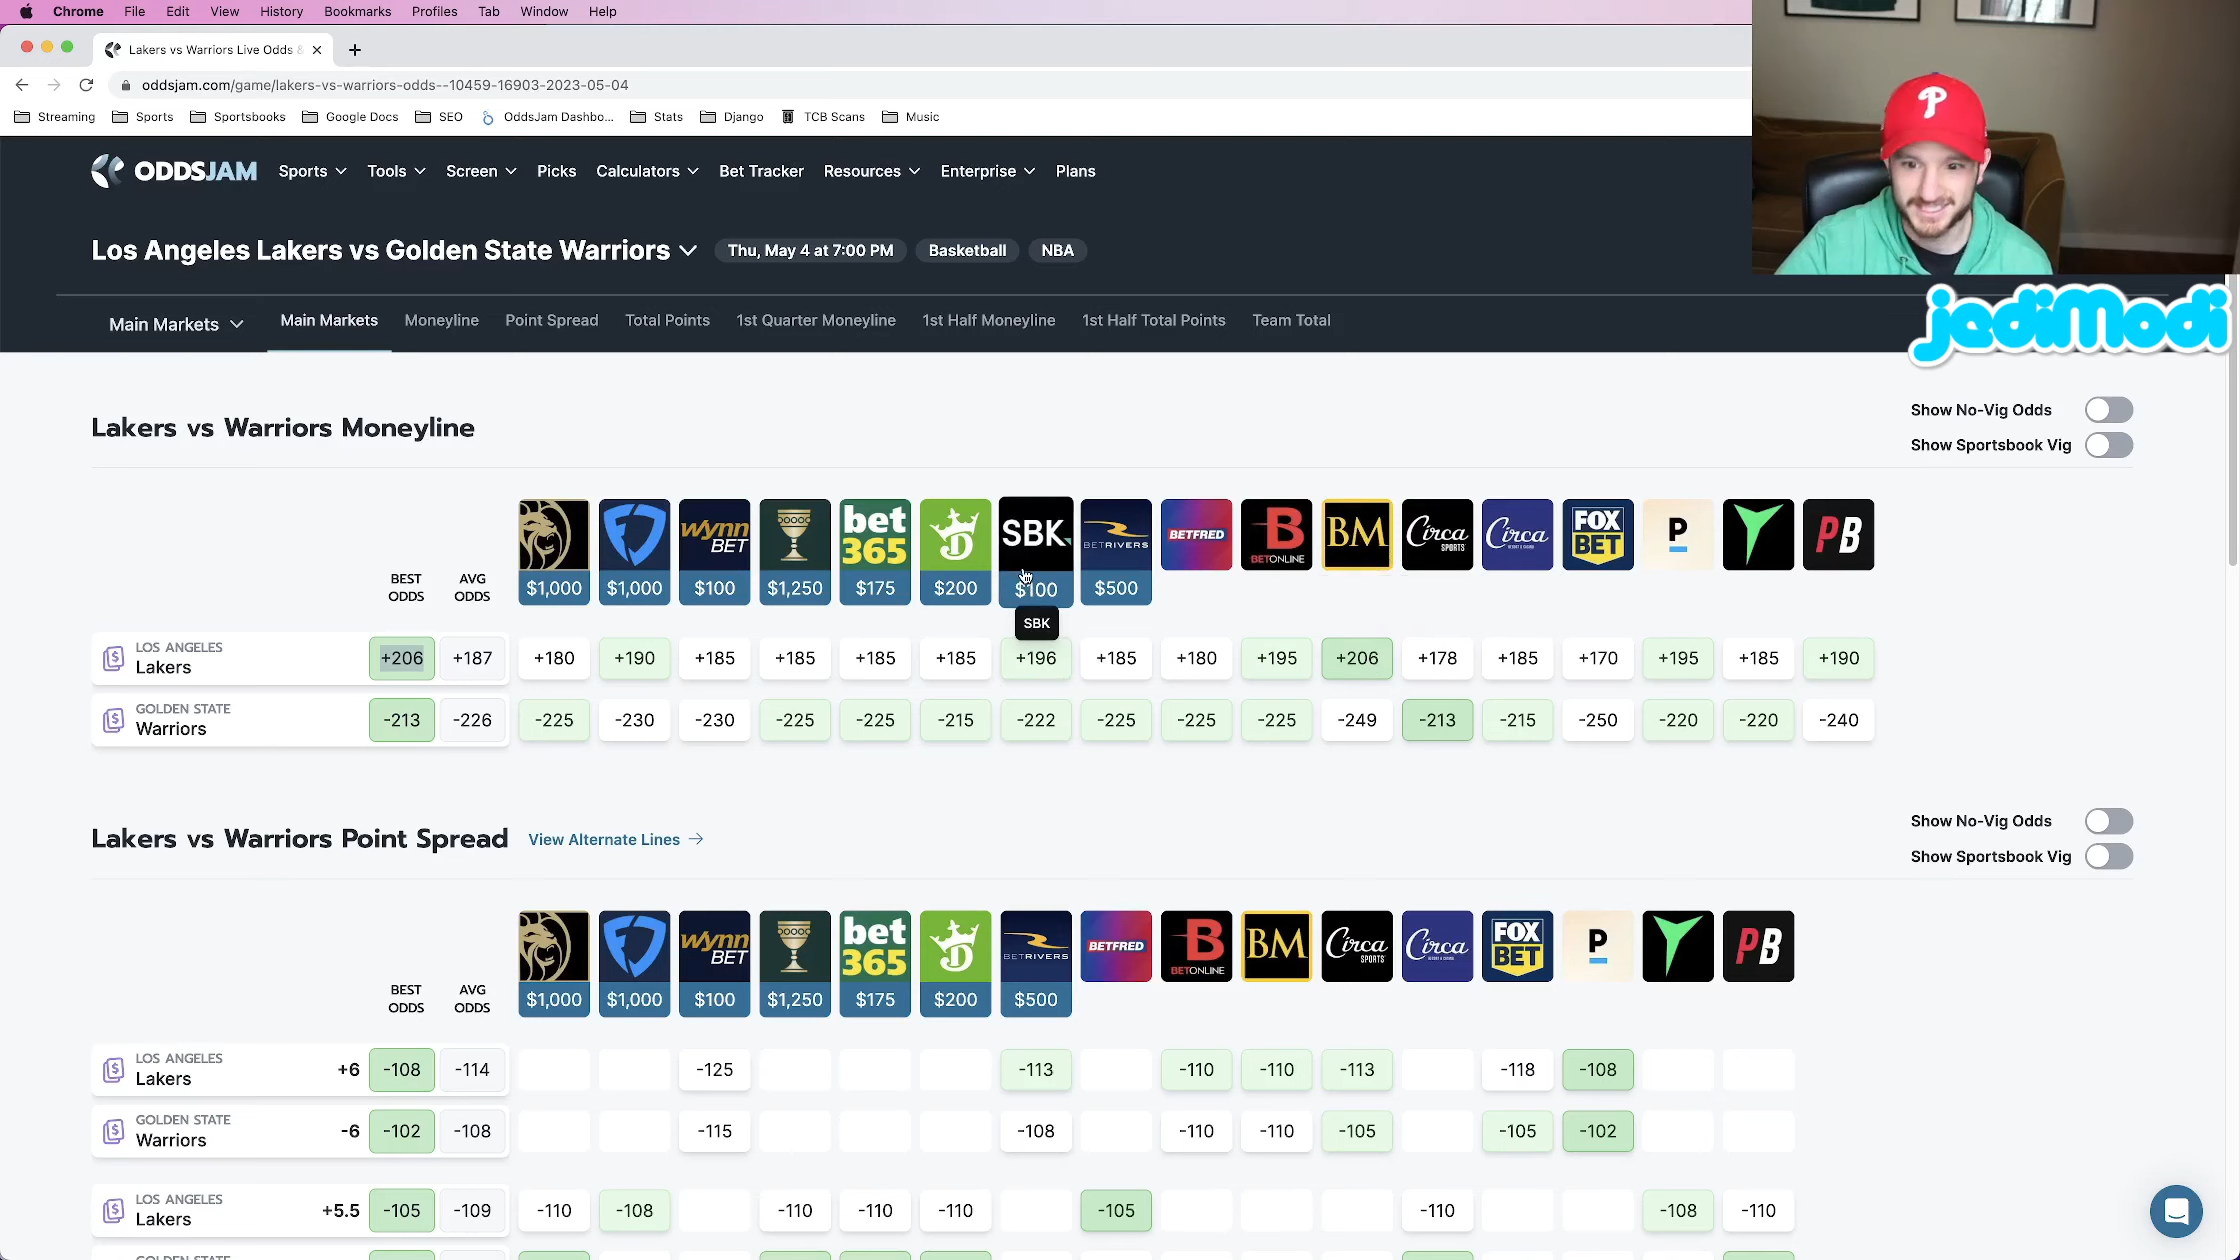 Chrome File Edit View History Bookmarks Profiles Tab Window Help
Lakers vs Warriors Live Odds &
oddsjam.com/game/lakers-vs-warriors-odds--10459-16903-2023-05-04
Streaming Sports Sportsbooks Google Docs SEO OddsJam Dashbo... Stats Django TCB Scans Music
ODDSJAM Sports Tools Screen Picks Calculators Bet Tracker Resources Enterprise Plans
P
Los Angeles Lakers vs Golden State Warriors Thu, May 4 at 7:00 PM Basketball NBA
jediModi
Main Markets Main Markets Moneyline Point Spread Total Points 1st Quarter Moneyline 1st Half Moneyline 1st Half Total Points Team Total
Lakers vs Warriors Moneyline
Show No-Vig Odds
Show Sportsbook Vig
WYNN BET bet365 SBK BETRIVERS BETFRED B BETONLINE BM Circa SPORTS Circa FOX BET P PB
BEST ODDS AVG ODDS $1,000 $1,000 $100 $1,250 $175 $200 $100 $500
SBK
LOS ANGELES
Lakers +206 +187 +180 +190 +185 +185 +185 +185 +196 +185 +180 +195 +206 +178 +185 +170 +195 +185 +190
GOLDEN STATE
Warriors -213 -226 -225 -230 -230 -225 -225 -215 -222 -225 -225 -225 -249 -213 -215 -250 -220 -220 -240
Lakers vs Warriors Point Spread View Alternate Lines
Show No-Vig Odds
Show Sportsbook Vig
WYNN BET bet365 BETRIVERS BETFRED B BETONLINE BM Circa SPORTS Circa FOX BET P PB
BEST ODDS AVG ODDS $1,000 $1,000 $100 $1,250 $175 $200 $500
LOS ANGELES
Lakers +6 -108 -114 -125 -113 -110 -110 -113 -118 -108
GOLDEN STATE
Warriors -6 -102 -108 -115 -108 -110 -110 -105 -105 -102
LOS ANGELES
Lakers +5.5 -105 -109 -110 -108 -110 -110 -110 -105 -110 -108 -110